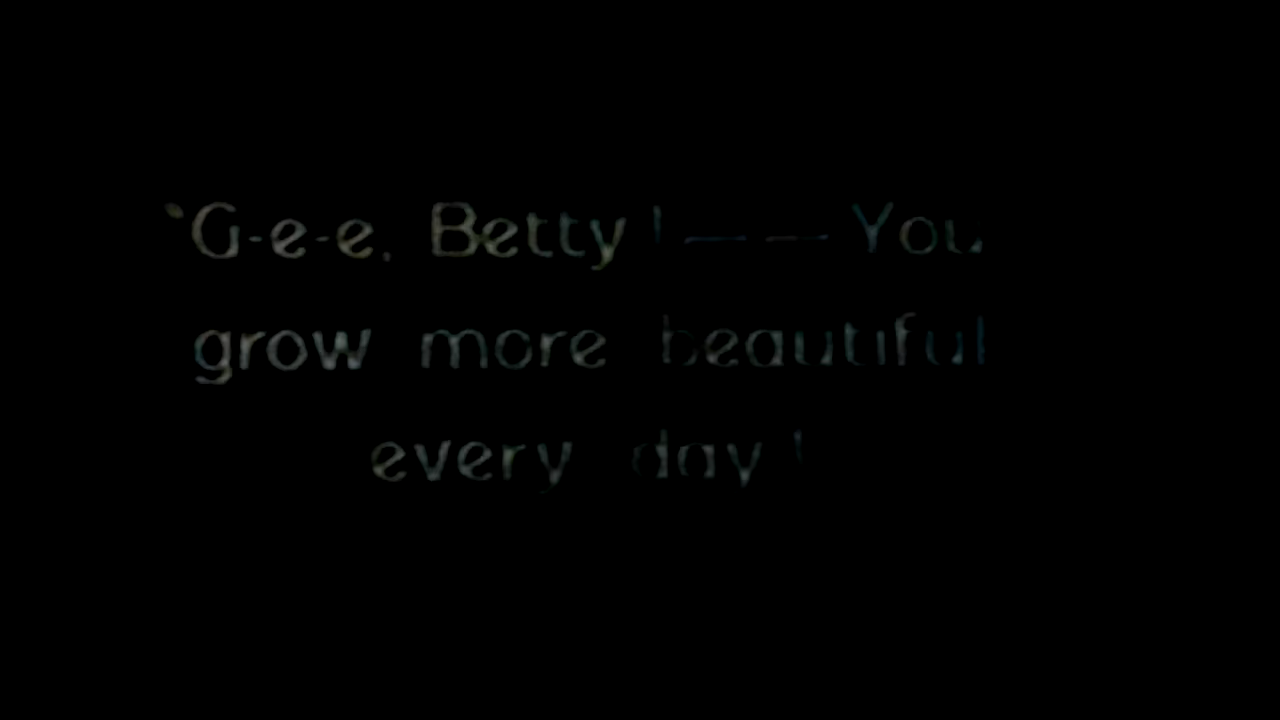 "G-e-e, Betty! — — You
grow more beautiful
every day!